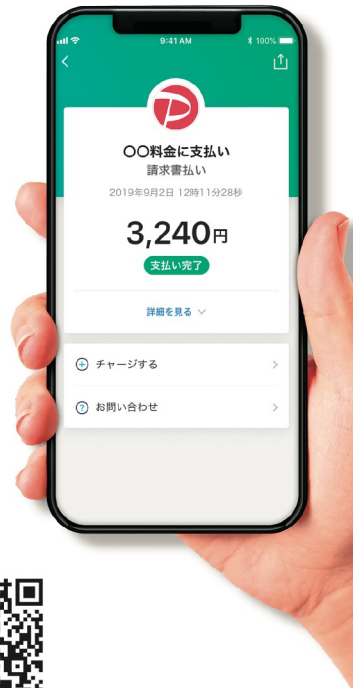 9:41 AM
100%
〇〇料金に支払い
請求書払い
2019年9月2日 12時11分28秒
3,240円
支払い完了
詳細を見る
チャージする
お問い合わせ